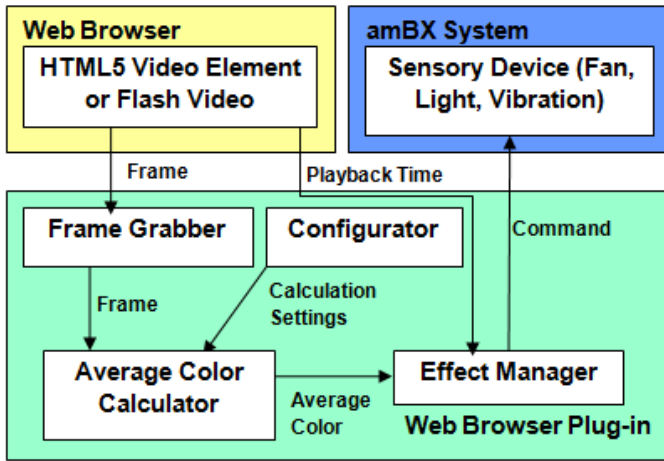 Web Browser
HTML5 Video Element
or Flash Video
amBX System
Sensory Device (Fan,
Light, Vibration)
Frame
Playback Time
Frame Grabber
Configurator
Command
Frame
Calculation
Settings
Average Color
Calculator
Average
Color
Effect Manager
Web Browser Plug-in